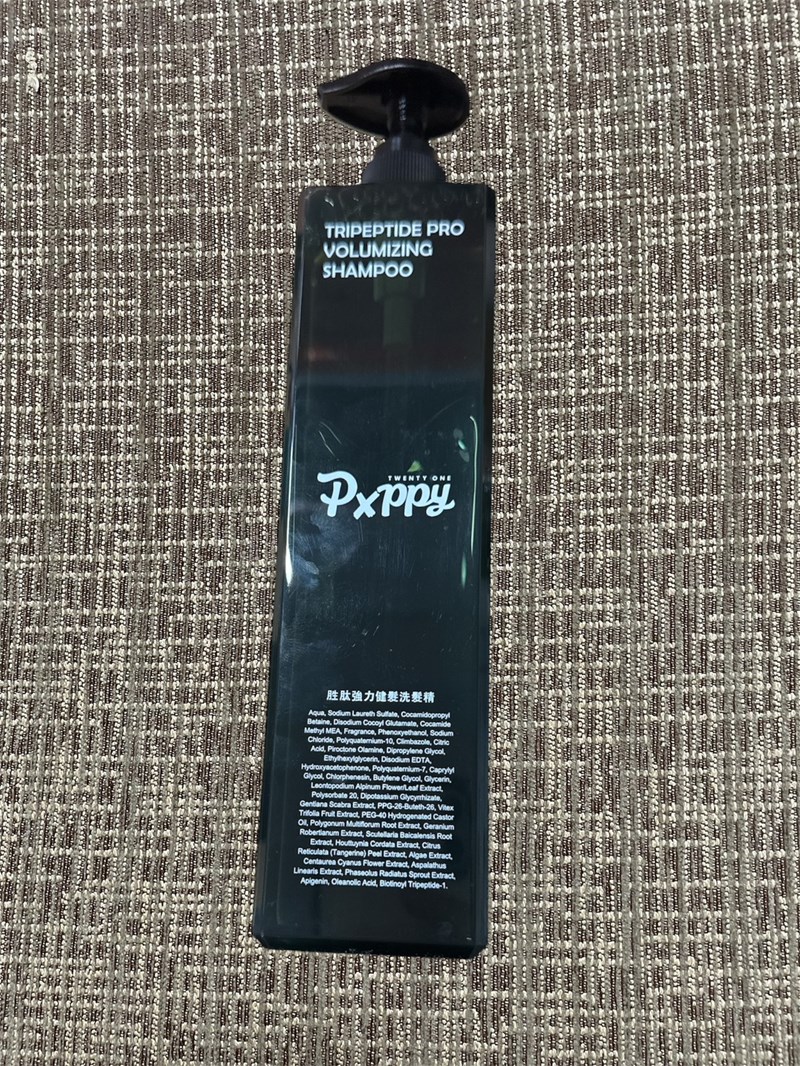 TRIPEPTIDE PRO
VOLUMIZING
SHAMPOO
TWENTY ONE
Pxppy
胜肽強力健髮洗髮精
Aqua, Sodium Laureth Sulfate, Cocamidopropyl
Betaine, Disodium Cocoyl Glutamate, Cocamide
Methyl MEA, Fragrance, Phenoxyethanol, Sodium
Chloride, Polyquaternium-10, Climbazole, Citric
Acid, Piroctone Olamine, Dipropylene Glycol,
Ethylhexylglycerin, Disodium EDTA,
Hydroxyacetophenone, Polyquaternium-7, Caprylyl
Glycol, Chlorphenesin, Butylene Glycol, Glycerin,
Leontopodium Alpinum Flower/Leaf Extract,
Polysorbate 20, Dipotassium Glycyrrhizate,
Gentiana Scabra Extract, PPG-26-Buteth-26, Vitex
Trifolia Fruit Extract, PEG-40 Hydrogenated Castor
Oil, Polygonum Multiflorum Root Extract, Geranium
Robertianum Extract, Scutellaria Baicalensis Root
Extract, Houttuynia Cordata Extract, Citrus
Reticulata (Tangerine) Peel Extract, Algae Extract,
Centaurea Cyanus Flower Extract, Aspalathus
Linearis Extract, Phaseolus Radiatus Sprout Extract,
Apigenin, Oleanolic Acid, Biotinoyl Tripeptide-1.